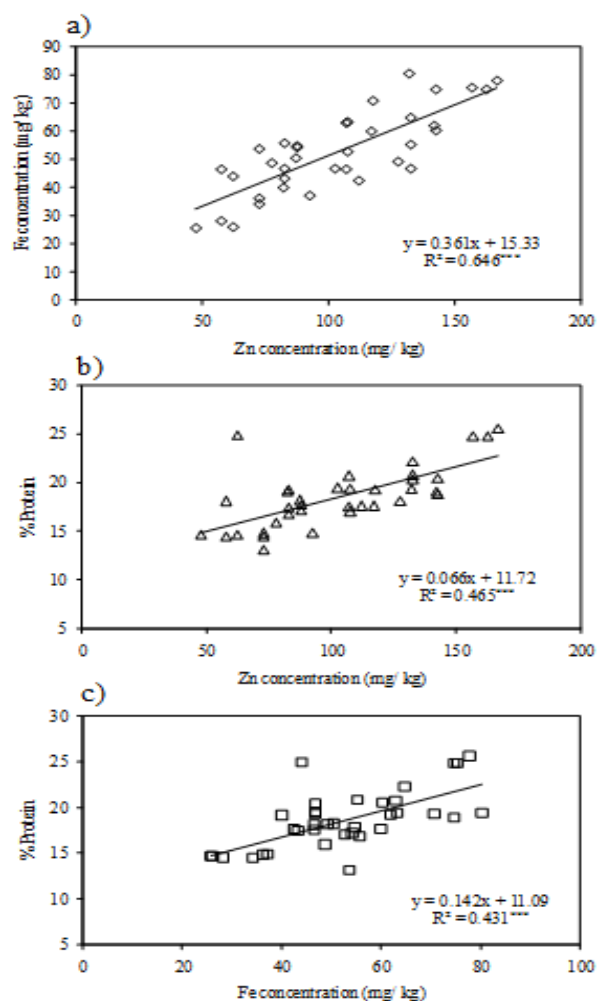 a)
90
80
70
60
50
40
30
20
10
0
Fe concentration (mg/kg)
y = 0.361x + 15.33
R² = 0.646***
0 50 100 150 200
Zn concentration (mg/ kg)
b)
30
25
20
15
10
5
% Protein
y = 0.066x + 11.72
R² = 0.465***
0 50 100 150 200
Zn concentration (mg/ kg)
c)
30
25
20
15
10
5
% Protein
y = 0.142x + 11.09
R² = 0.431***
0 20 40 60 80 100
Fe concentration (mg/ kg)